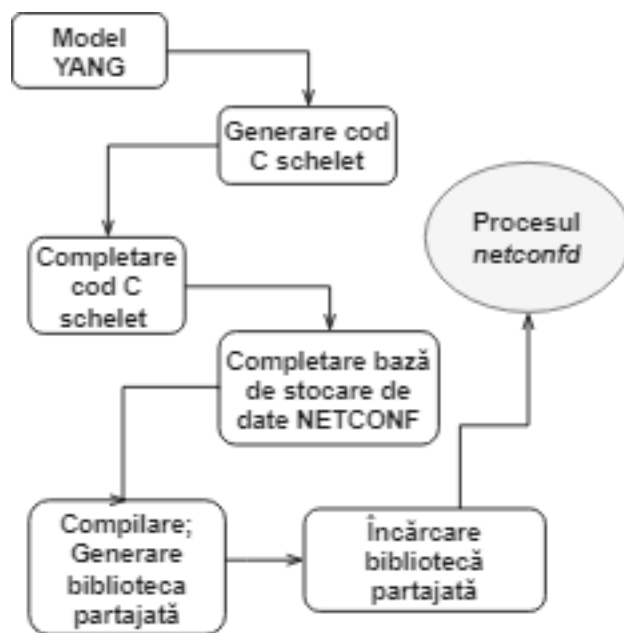 Model
YANG
Generare cod
C schelet
Completare
cod C
schelet
Completare bază
de stocare de
date NETCONF
Compilare;
Generare
biblioteca
partajată
Încărcare
bibliotecă
partajată
Procesul
netconfd